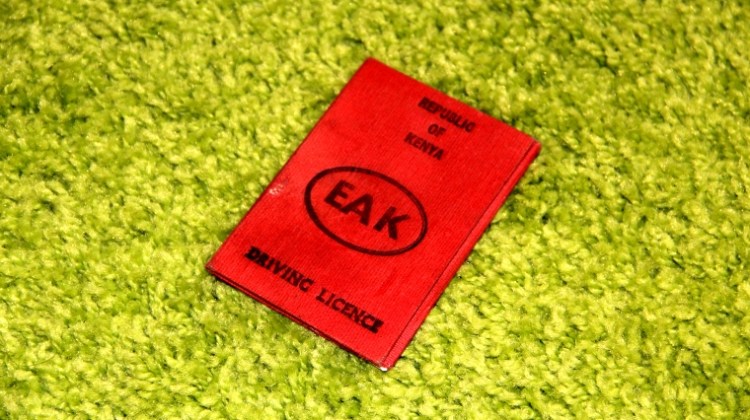 REPUBLIC
OF
KENYA
EAK
DRIVING LICENCE